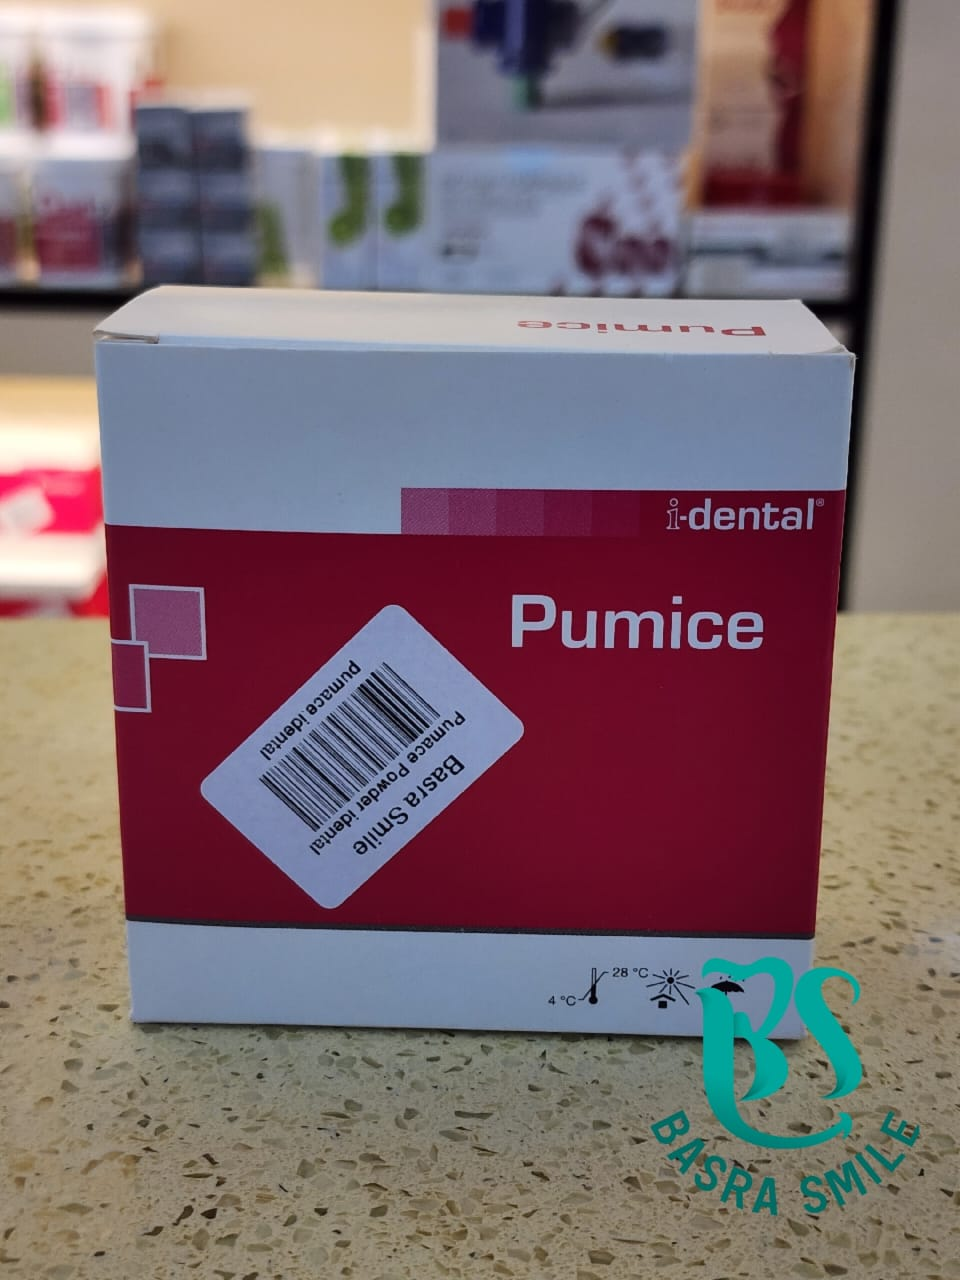 Pumice
i-dental®
Pumice
Basra Smile
Pumace Powder idental
pumace idental
28 °C
4 °C
BS
BASRA SMILE